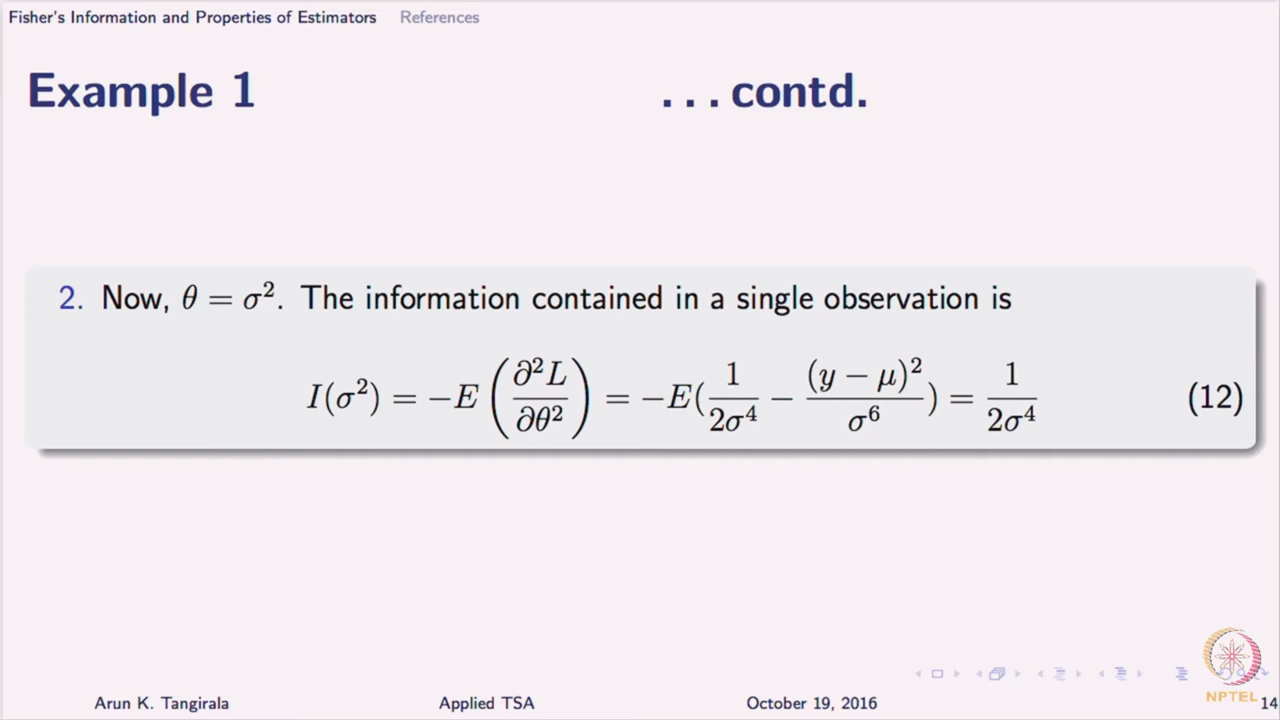 Fisher's Information and Properties of Estimators References
Example 1 ...contd.
2. Now, θ = σ². The information contained in a single observation is
I(σ²) = −E (∂²L/∂θ²) = −E(1/2σ⁴ − (y − μ)²/σ⁶) = 1/2σ⁴ (12)
NPTEL
Arun K. Tangirala Applied TSA October 19, 2016 14